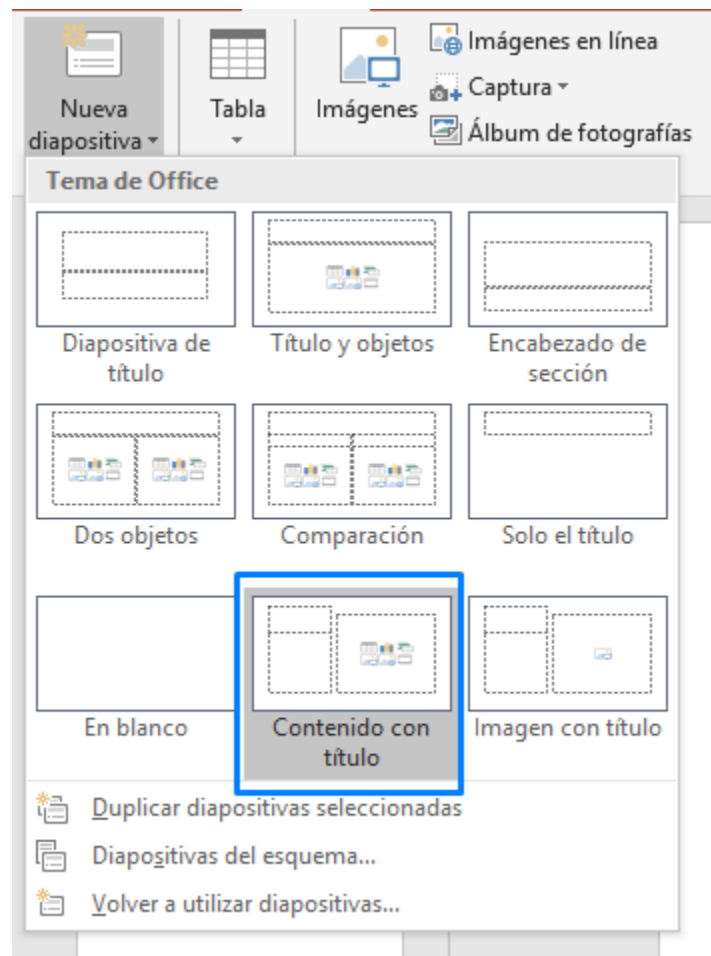 Nueva
diapositiva
Tabla
Imágenes
Imágenes en línea
Captura
Álbum de fotografías
Tema de Office
Diapositiva de
título
Título y objetos
Encabezado de
sección
Dos objetos
Comparación
Solo el título
En blanco
Contenido con
título
Imagen con título
Duplicar diapositivas seleccionadas
Diapositivas del esquema...
Volver a utilizar diapositivas...